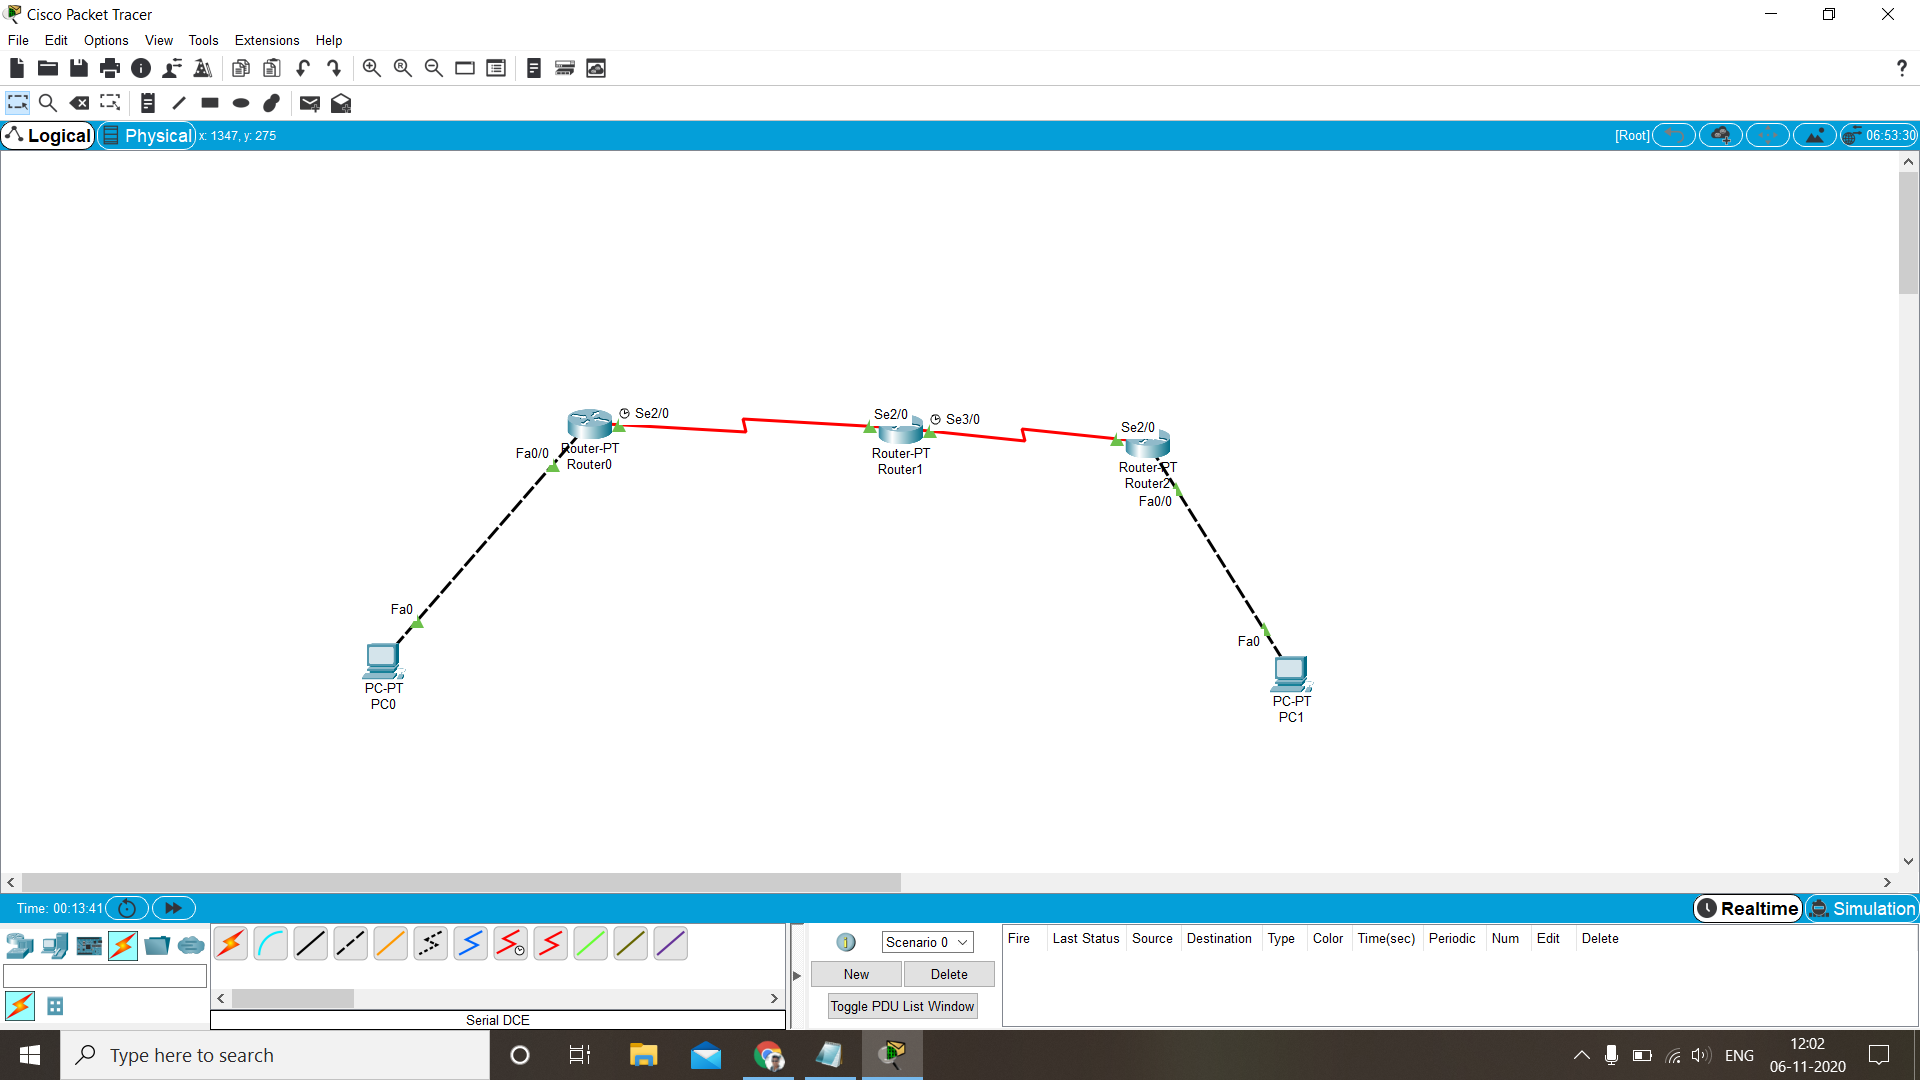 Cisco Packet Tracer
File Edit Options View Tools Extensions Help
?
Logical Physical x: 1347, y: 275 [Root] 06:53:30
Se2/0 Se2/0 Se3/0 Se2/0
Fa0/0 Router-PT
Router0
Router-PT
Router1
Router-PT
Router2
Fa0/0
Fa0
Fa0
PC-PT
PC0
PC-PT
PC1
Time: 00:13:41 Realtime Simulation
Scenario 0
New Delete
Toggle PDU List Window
Fire Last Status Source Destination Type Color Time(sec) Periodic Num Edit Delete
Serial DCE
Type here to search
ENG
12:02
06-11-2020